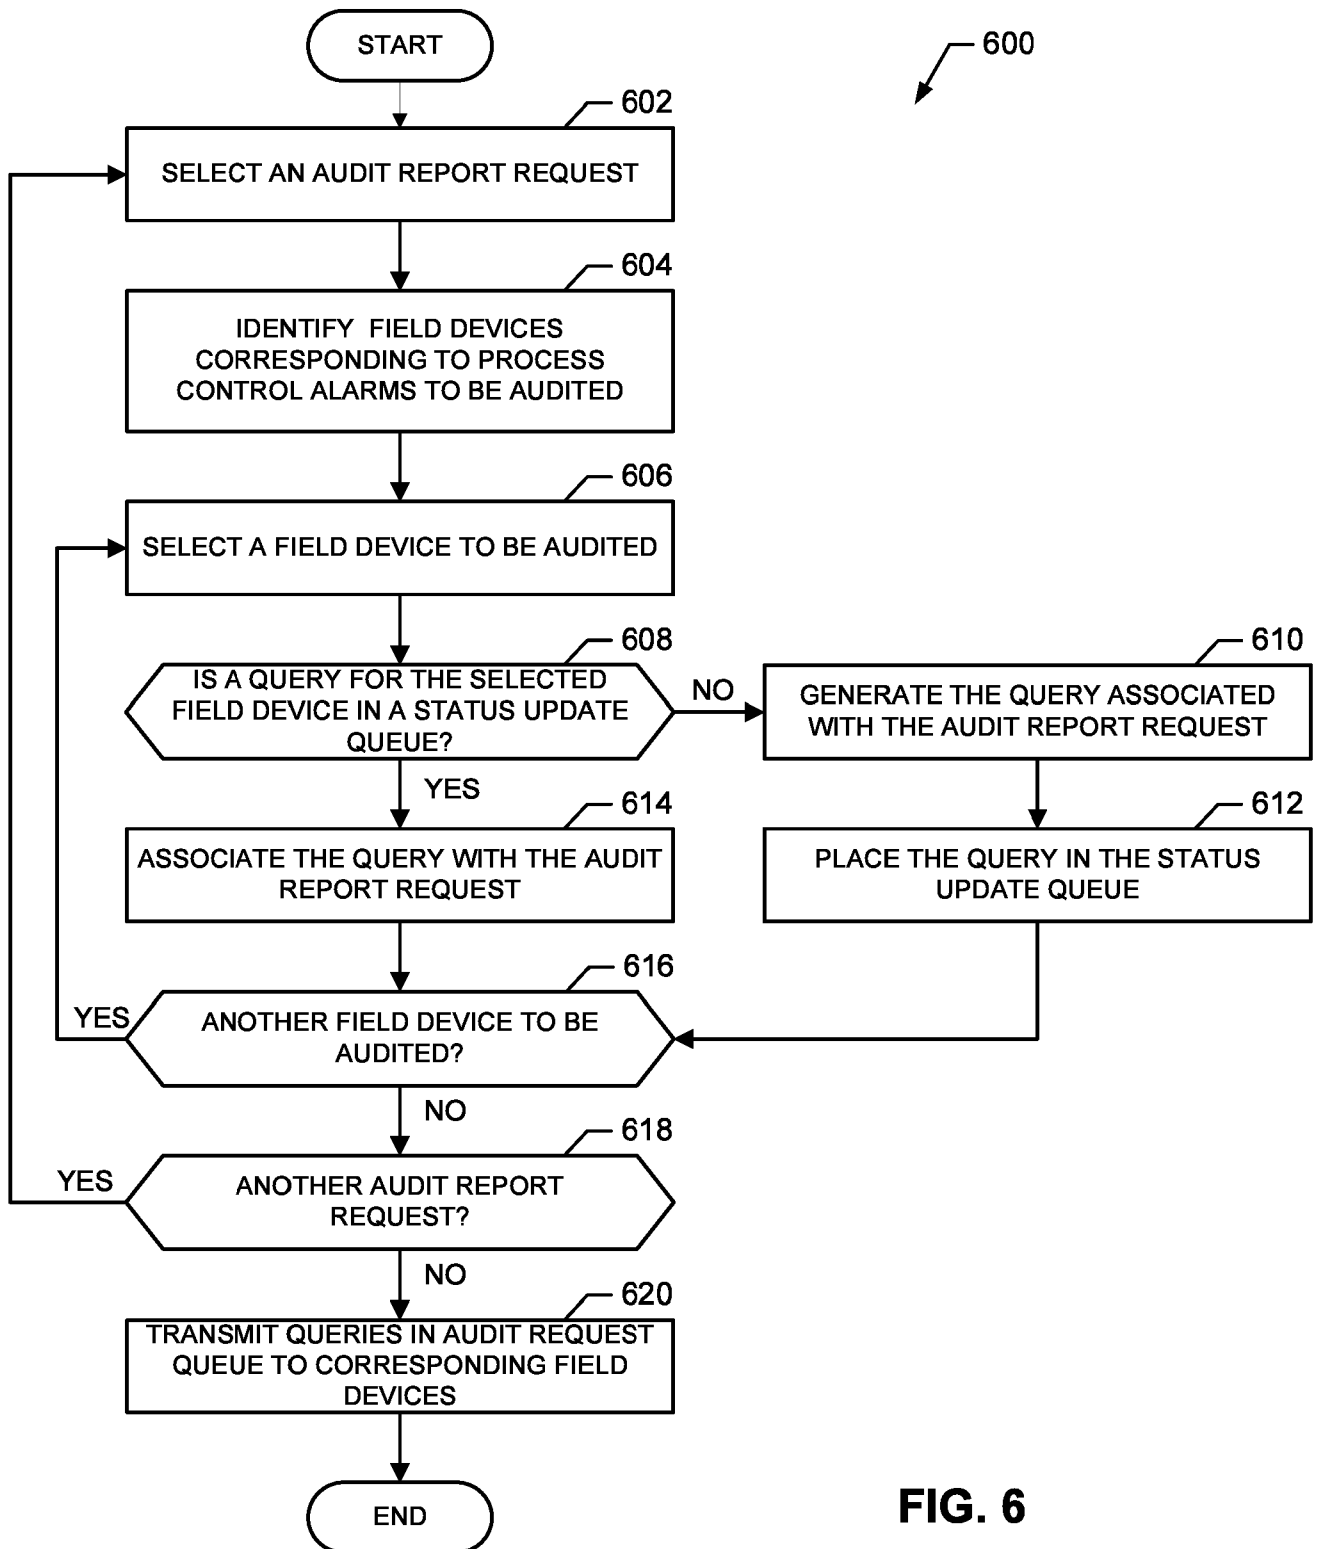 START
600
602
SELECT AN AUDIT REPORT REQUEST
604
IDENTIFY FIELD DEVICES
CORRESPONDING TO PROCESS
CONTROL ALARMS TO BE AUDITED
606
SELECT A FIELD DEVICE TO BE AUDITED
608
IS A QUERY FOR THE SELECTED
FIELD DEVICE IN A STATUS UPDATE
QUEUE?
NO
610
GENERATE THE QUERY ASSOCIATED
WITH THE AUDIT REPORT REQUEST
YES
614
ASSOCIATE THE QUERY WITH THE AUDIT
REPORT REQUEST
612
PLACE THE QUERY IN THE STATUS
UPDATE QUEUE
616
YES
ANOTHER FIELD DEVICE TO BE
AUDITED?
NO
618
YES
ANOTHER AUDIT REPORT
REQUEST?
NO
620
TRANSMIT QUERIES IN AUDIT REQUEST
QUEUE TO CORRESPONDING FIELD
DEVICES
END
FIG. 6